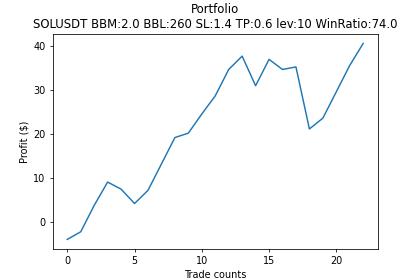 Portfolio
SOLUSDT BBM:2.0 BBL:260 SL:1.4 TP:0.6 lev:10 WinRatio:74.0
40
30
20
10
0
Profit ($)
0 5 10 15 20
Trade counts